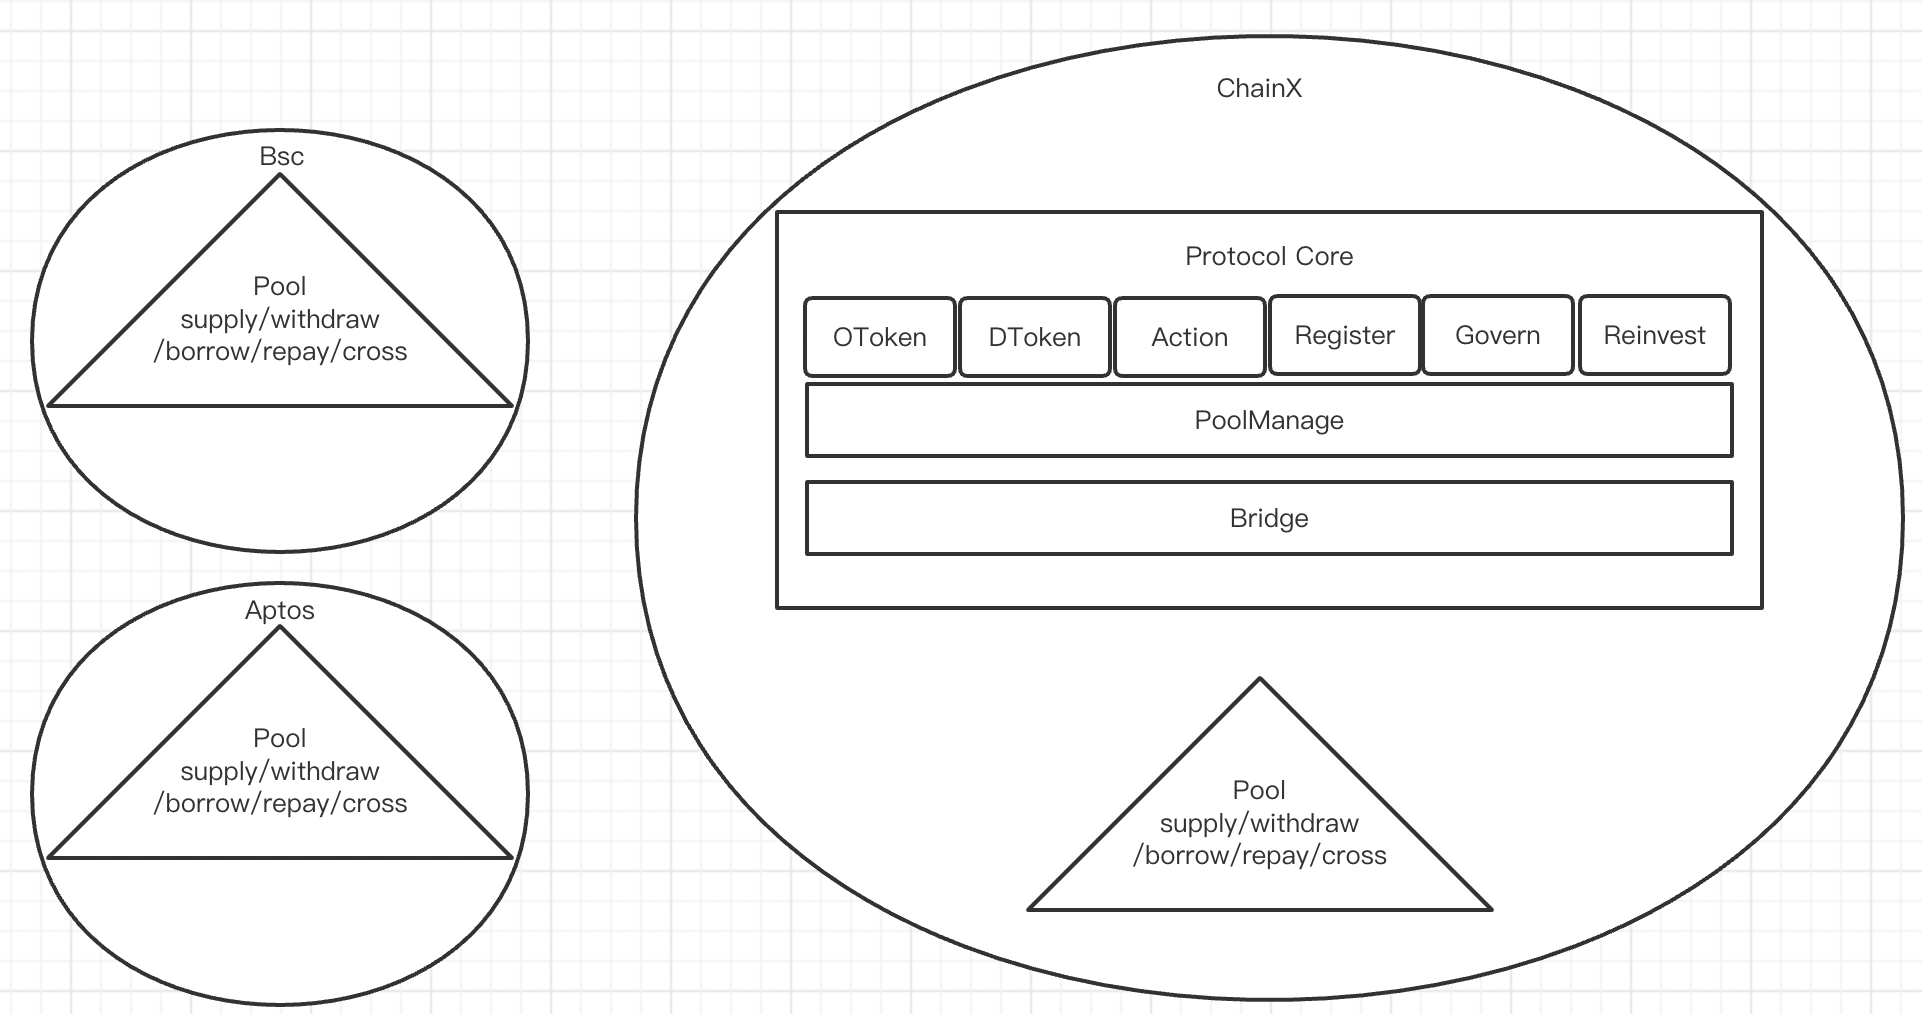 Bsc
Pool
supply/withdraw
/borrow/repay/cross
Aptos
Pool
supply/withdraw
/borrow/repay/cross
ChainX
Protocol Core
OToken
DToken
Action
Register
Govern
Reinvest
PoolManage
Bridge
Pool
supply/withdraw
/borrow/repay/cross